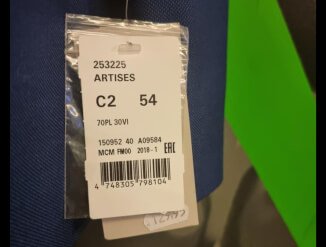 253225
ARTISES
C2 54
70PL 30VI
150952 40 A09584
MCM FM00 2018-1 EAC
4 748305 798104